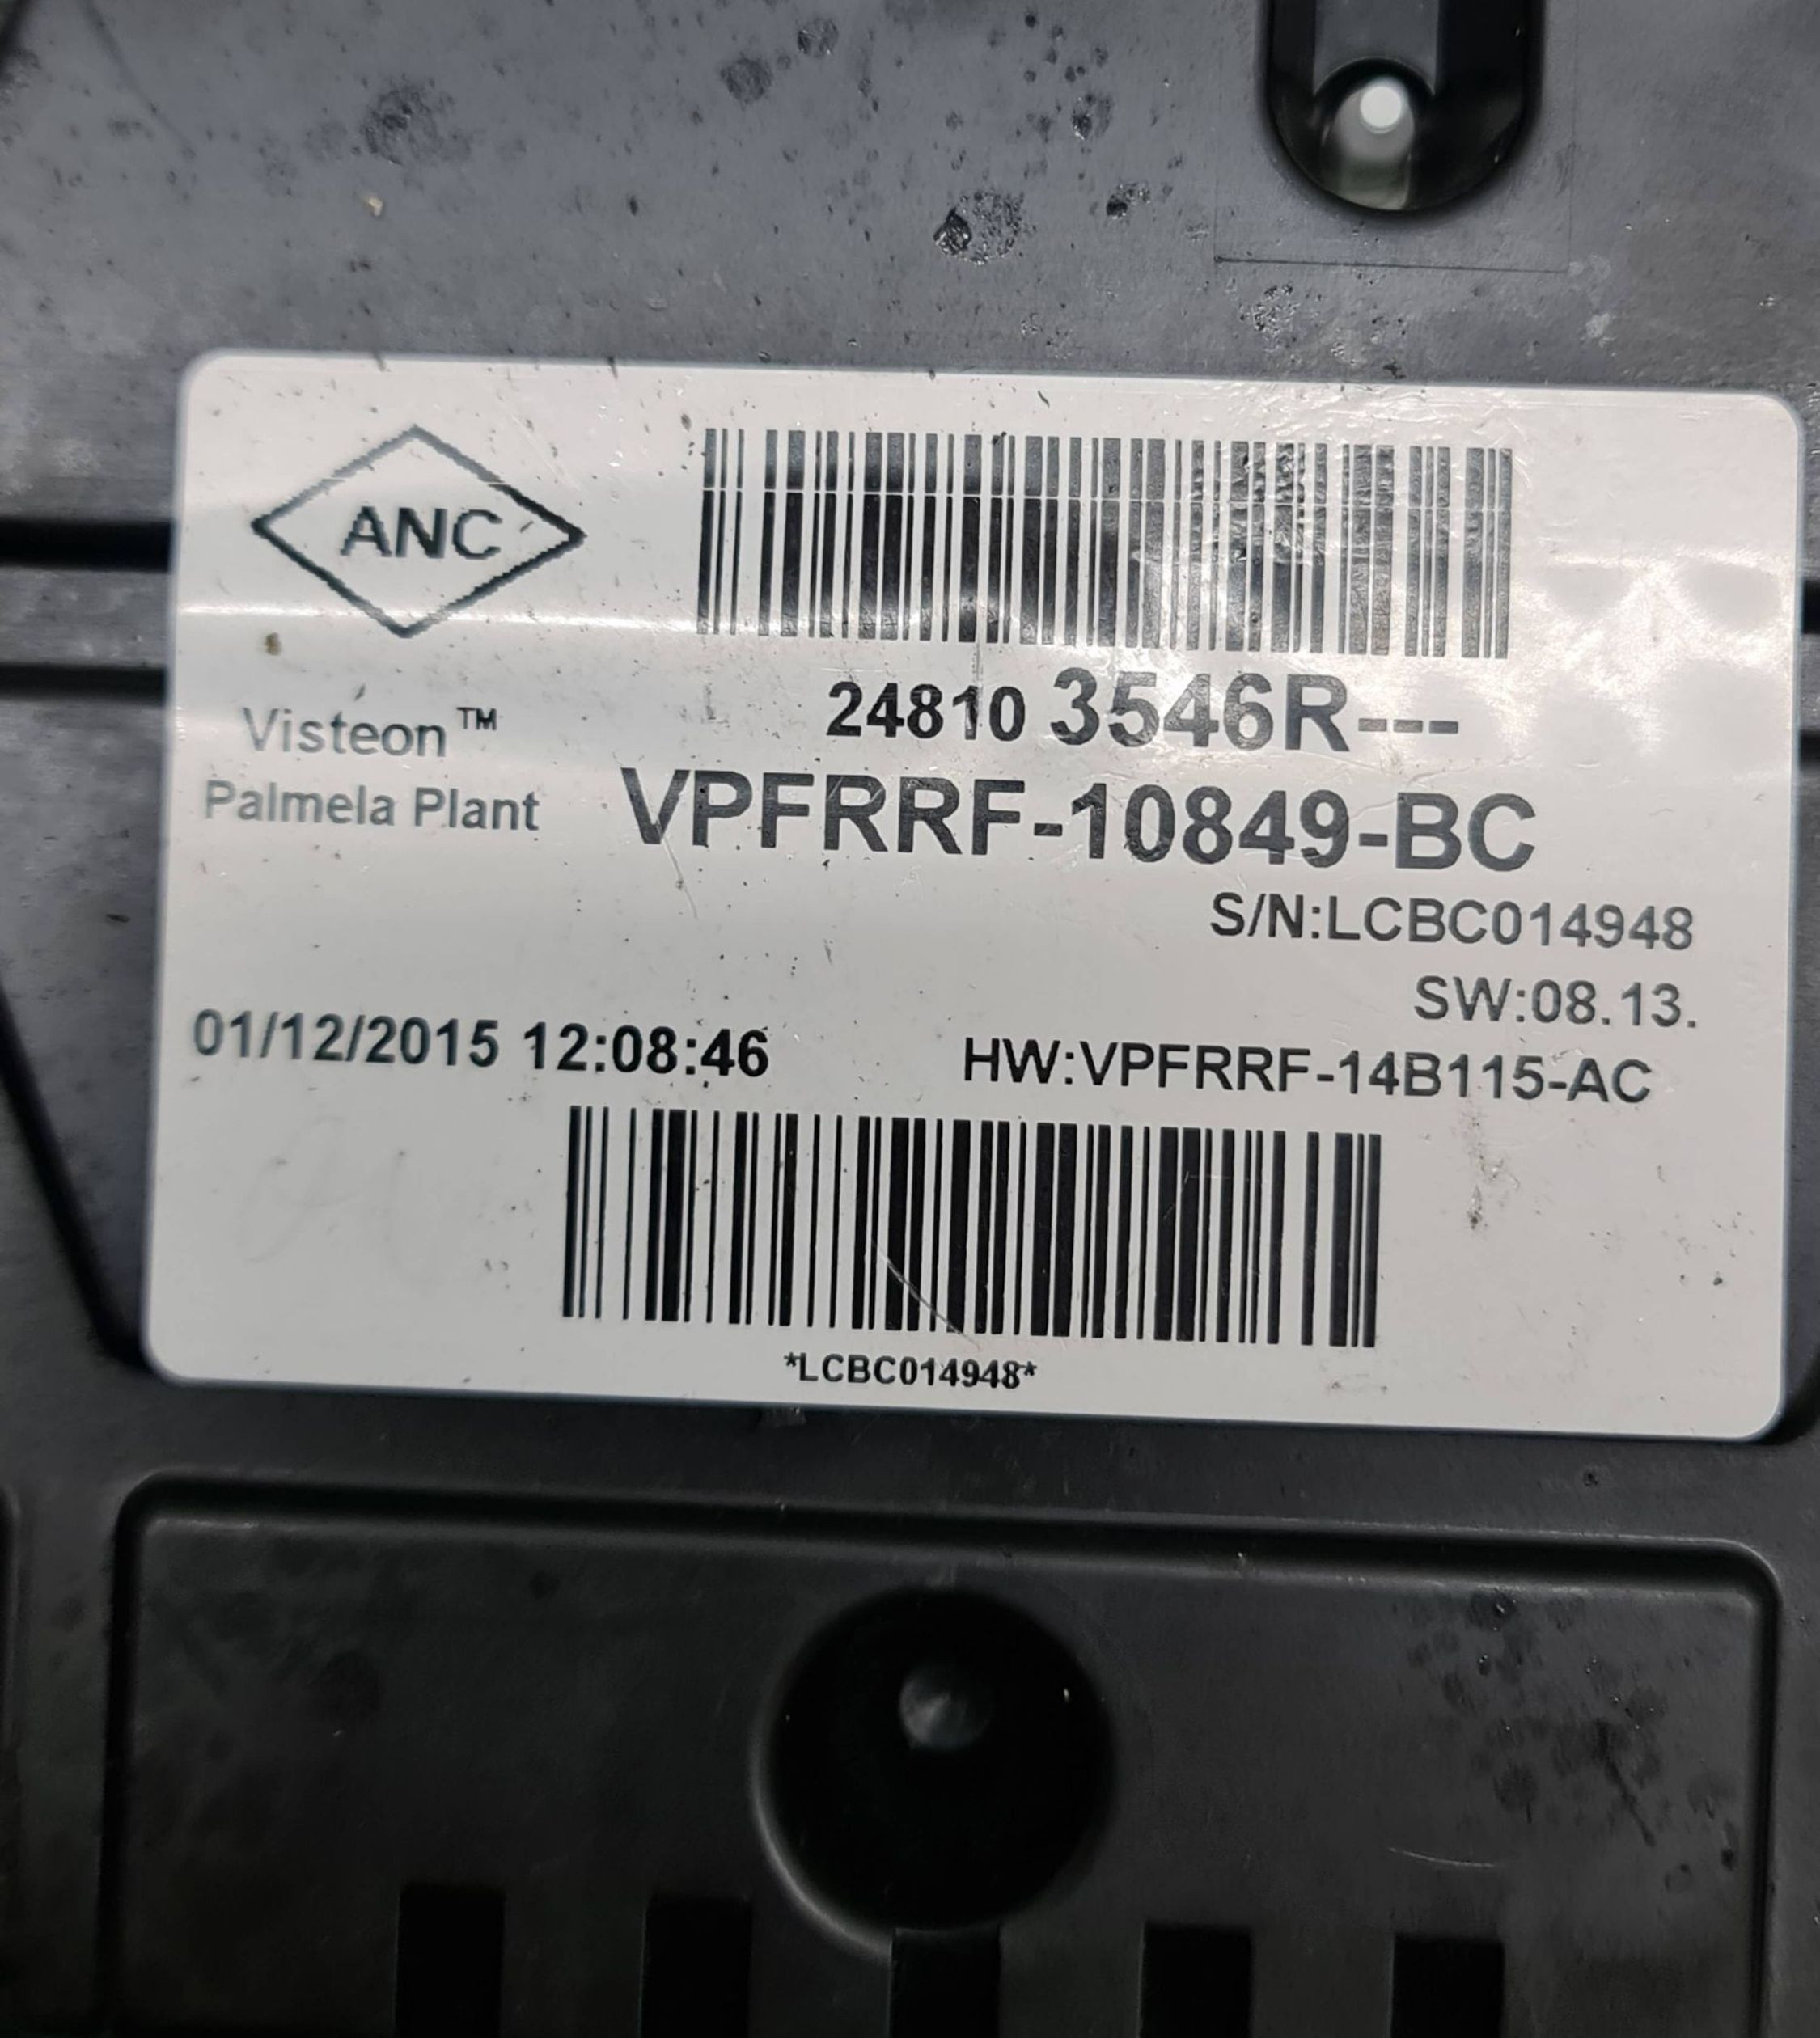 ANC
24810 3546R---
Visteon™
Palmela Plant
VPFRRF-10849-BC
S/N:LCBC014948
SW:08.13.
01/12/2015 12:08:46
HW:VPFRRF-14B115-AC
*LCBC014948*